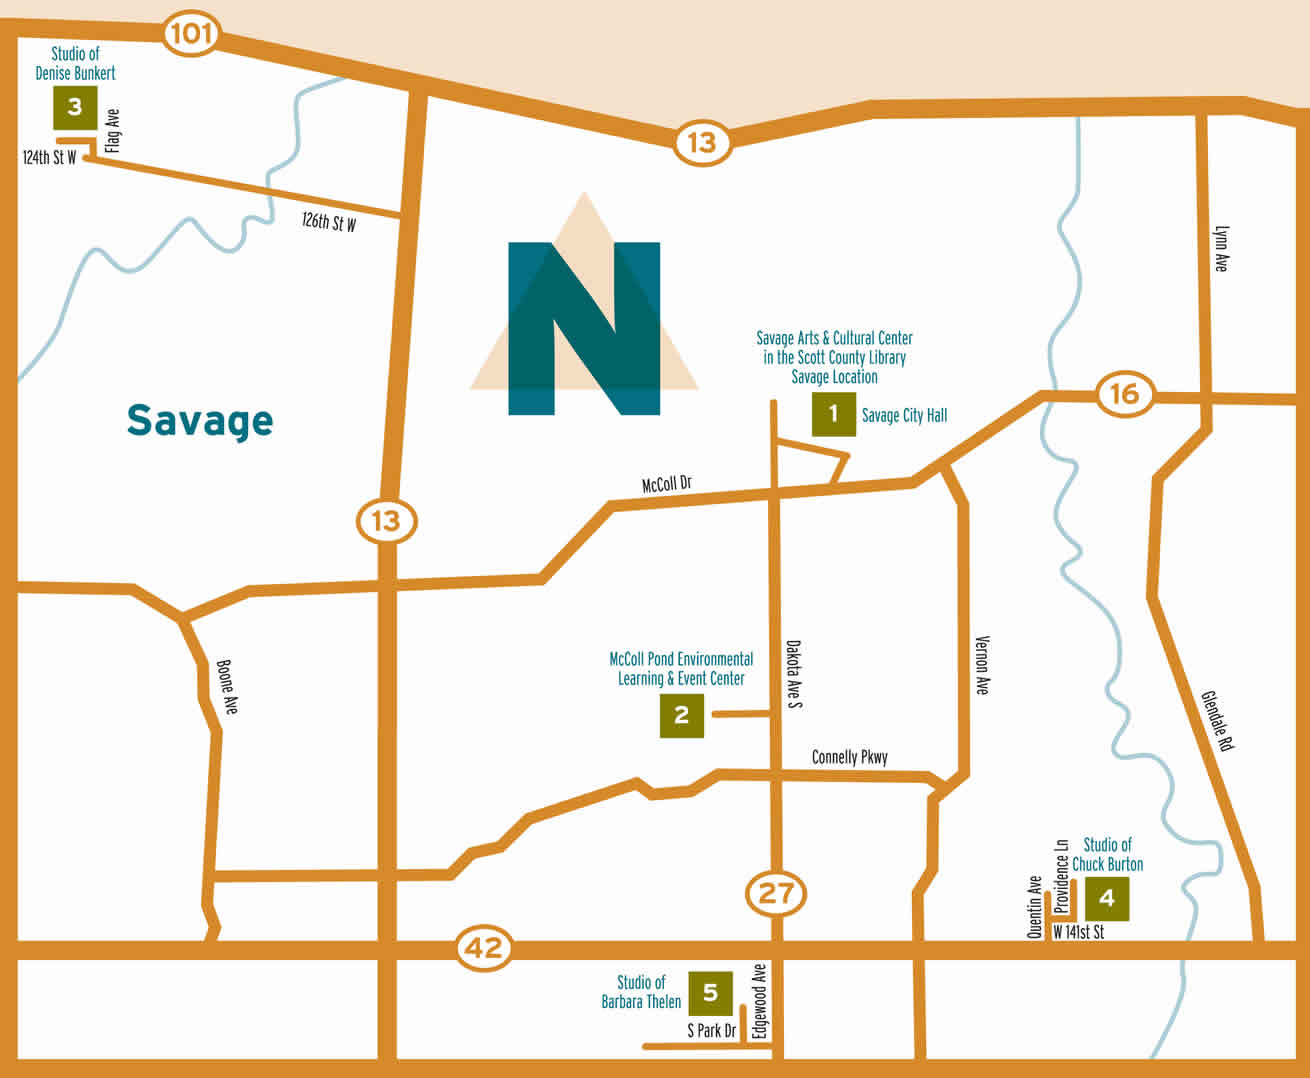 101
Studio of
Denise Bunkert
3
Flag Ave
124th St W
126th St W
13
N
Lynn Ave
Savage Arts & Cultural Center
in the Scott County Library
Savage Location
1
Savage City Hall
16
Savage
McColl Dr
13
Boone Ave
McColl Pond Environmental
Learning & Event Center
2
Dakota Ave S
Vernon Ave
Glendale Rd
Connelly Pkwy
27
Studio of
Chuck Burton
4
Quentin Ave
Providence Ln
W 141st St
42
Studio of
Barbara Thelen
5
Edgewood Ave
S Park Dr